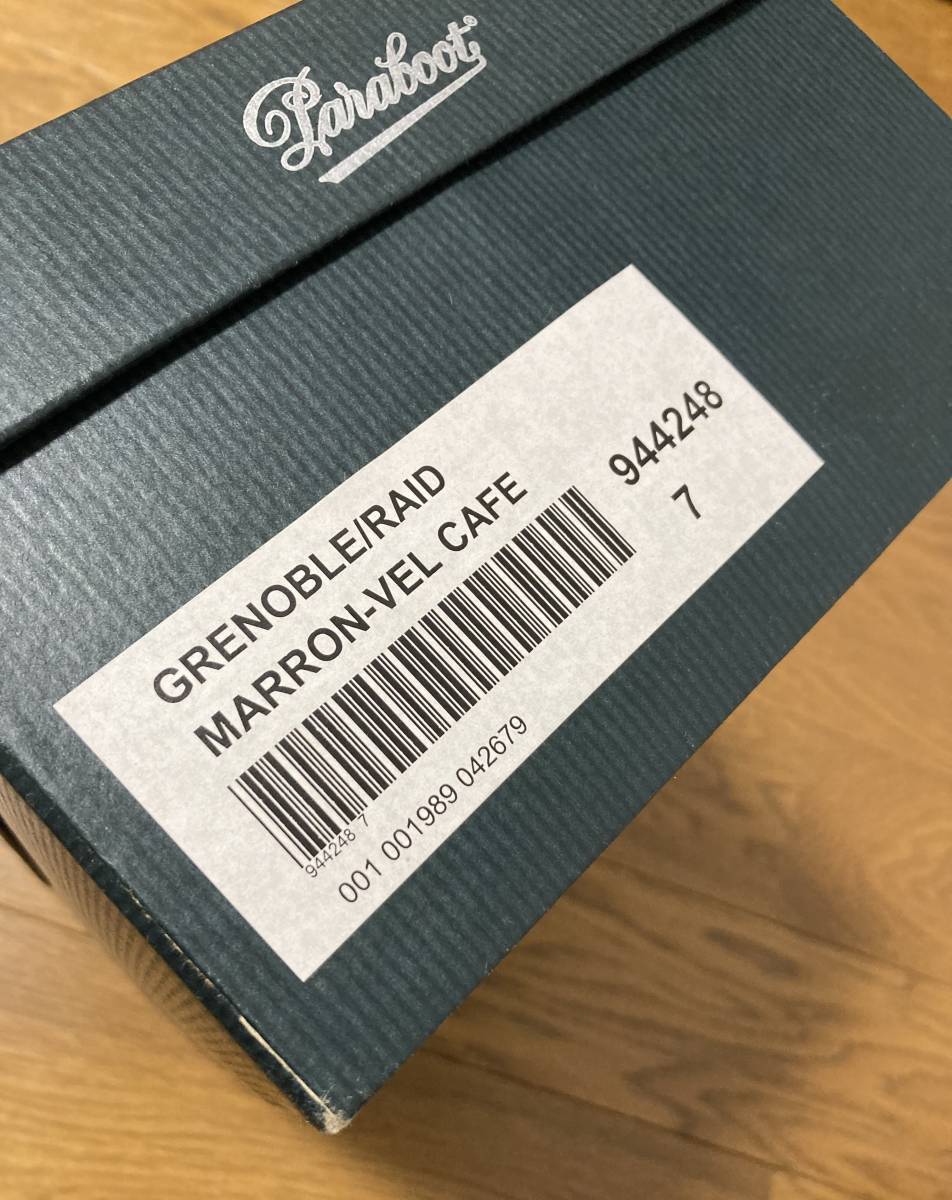 Paraboot®
GRENOBLE/RAID
944248
MARRON-VEL CAFE
7
944248 7
001 001989 042679